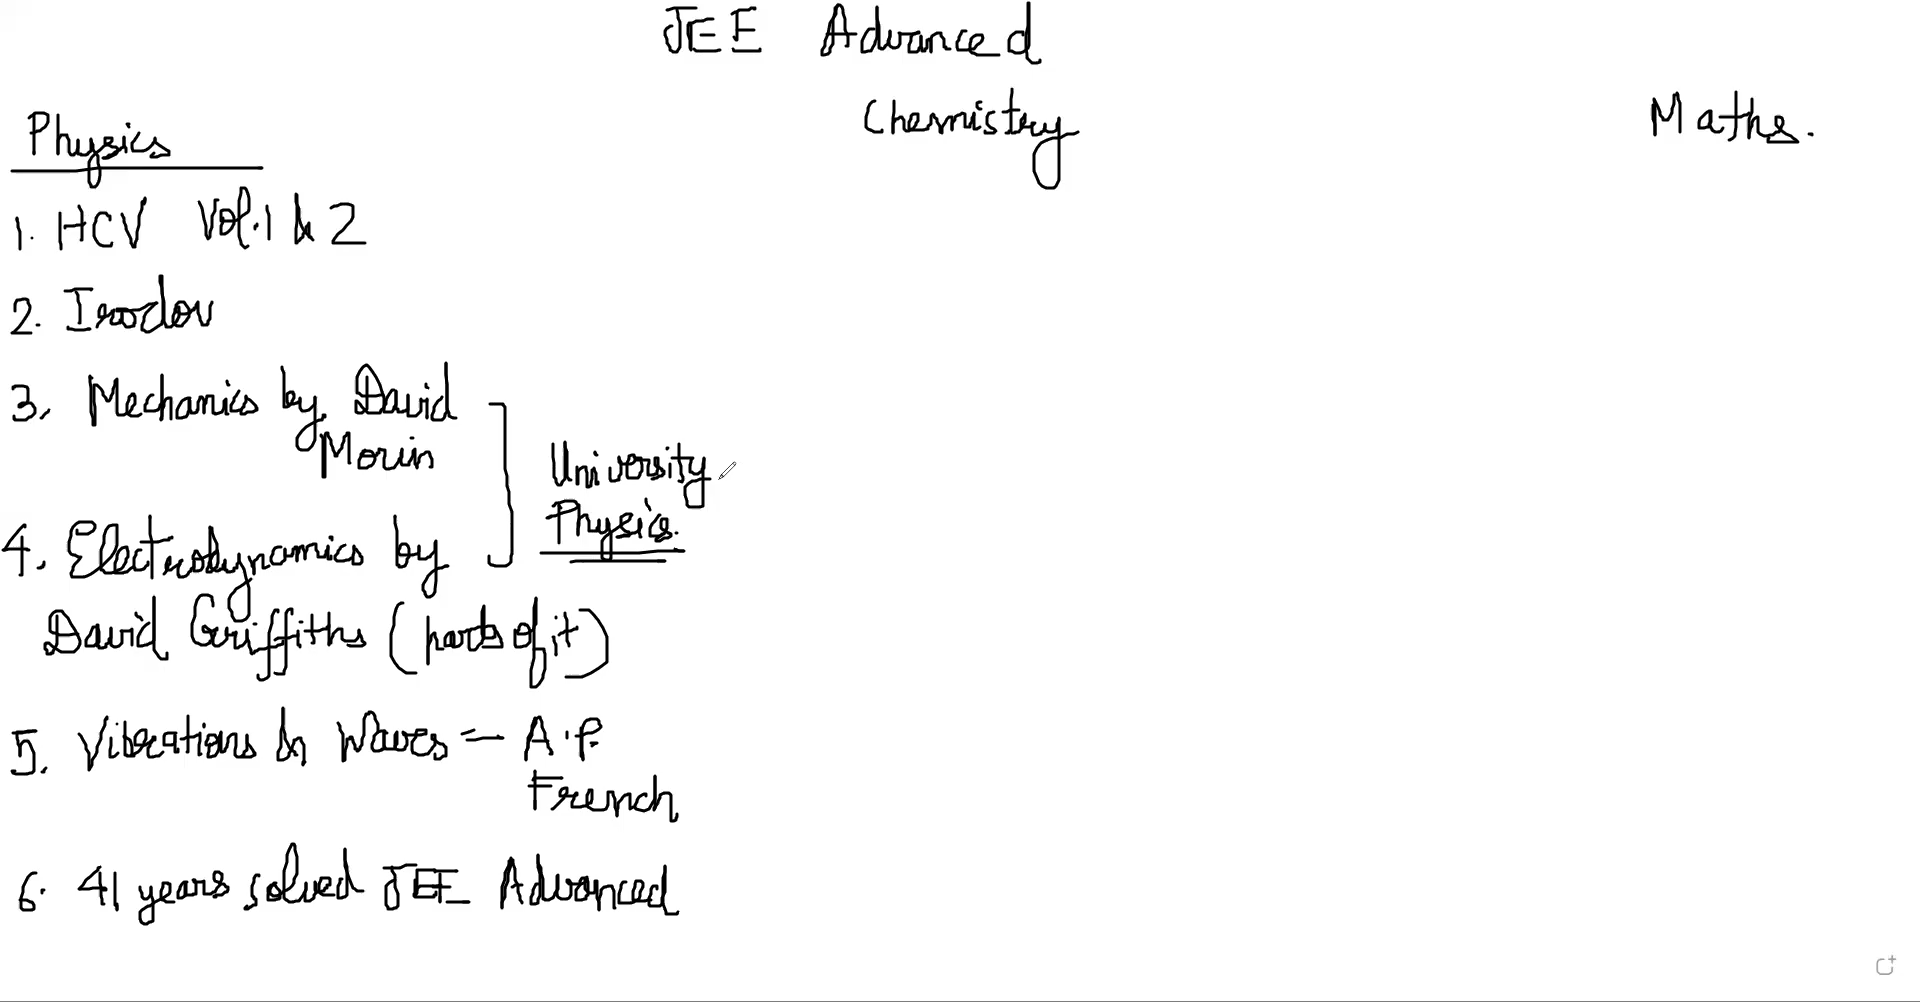 JEE Advanced
Physics
Chemistry
Maths.
1. HCV Vol.1 & 2
2. Irodov
3. Mechanics by David
Morin
University
Physics.
4. Electrodynamics by
David Griffiths (parts of it)
5. Vibrations & Waves - A.P.
French
6. 41 years solved JEE Advanced